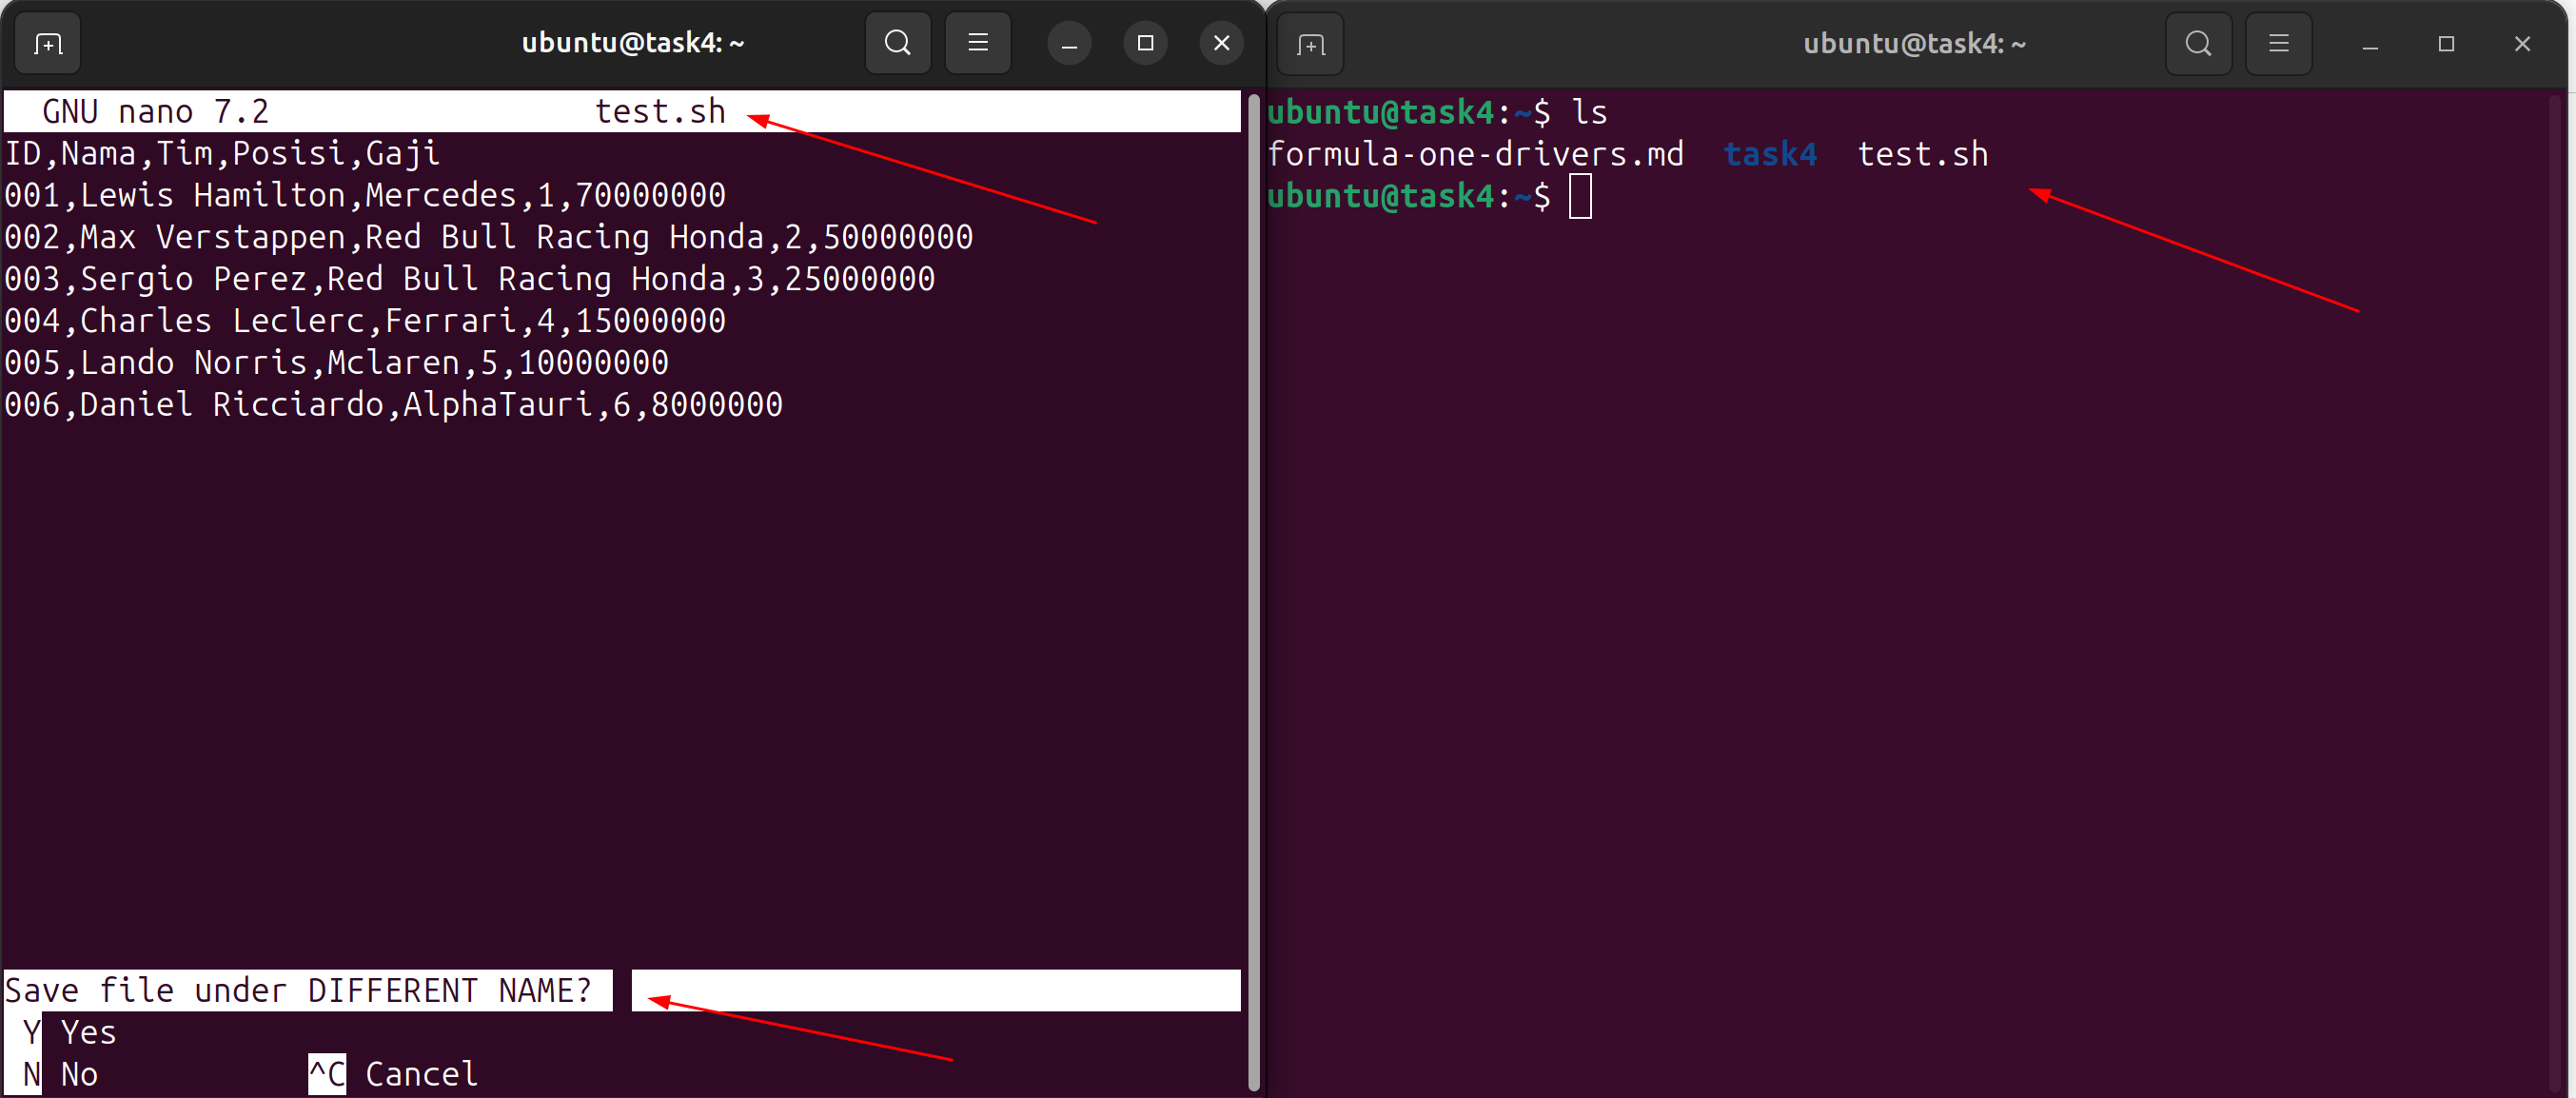 ubuntu@task4: ~
GNU nano 7.2 test.sh
ID,Nama,Tim,Posisi,Gaji
001,Lewis Hamilton,Mercedes,1,70000000
002,Max Verstappen,Red Bull Racing Honda,2,50000000
003,Sergio Perez,Red Bull Racing Honda,3,25000000
004,Charles Leclerc,Ferrari,4,15000000
005,Lando Norris,Mclaren,5,10000000
006,Daniel Ricciardo,AlphaTauri,6,8000000
Save file under DIFFERENT NAME?
Y Yes
N No ^C Cancel
ubuntu@task4: ~
ubuntu@task4:~$ ls
formula-one-drivers.md task4 test.sh
ubuntu@task4:~$